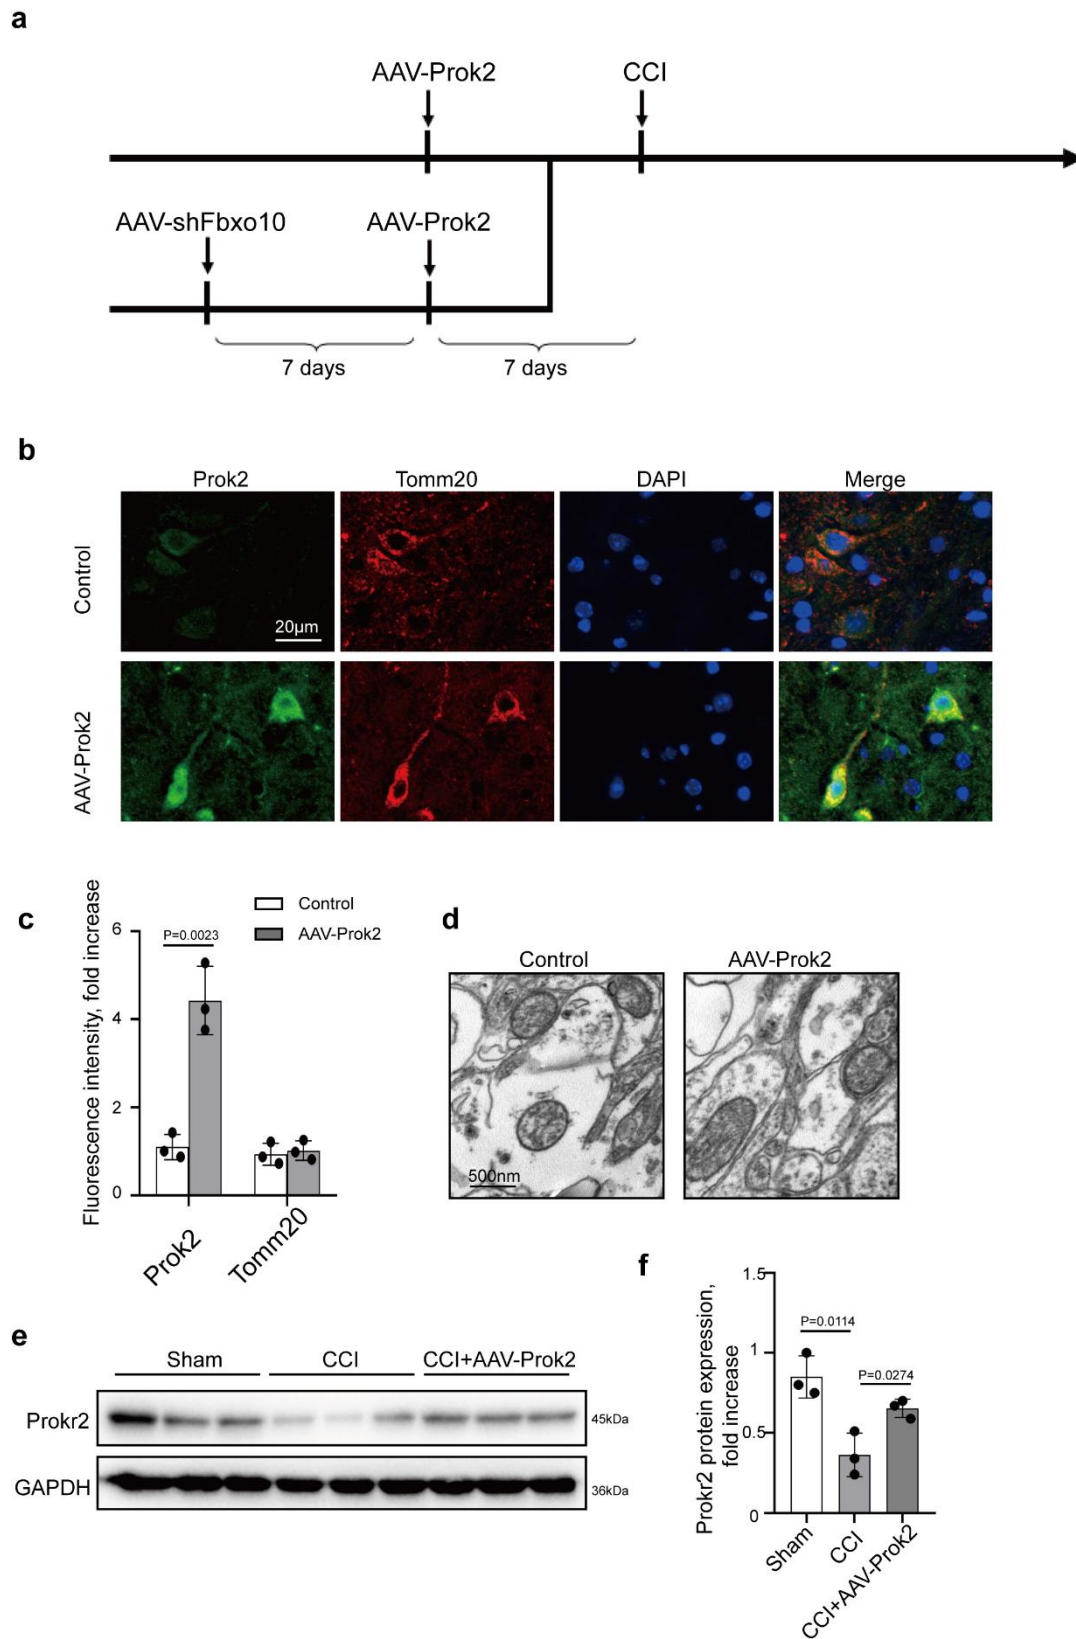 a
AAV-Prok2 CCI
AAV-shFbxo10 AAV-Prok2
7 days 7 days
b
Prok2 Tomm20 DAPI Merge
Control
20µm
AAV-Prok2
c
Fluorescence intensity, fold increase
Control
AAV-Prok2
P=0.0023
6
4
2
0
Prok2
Tomm20
d
Control AAV-Prok2
500nm
e
Sham CCI CCI+AAV-Prok2
Prokr2 45kDa
GAPDH 36kDa
f
Prokr2 protein expression,
fold increase
1.5
P=0.0114
1
P=0.0274
0.5
0
Sham
CCI
CCI+AAV-Prok2